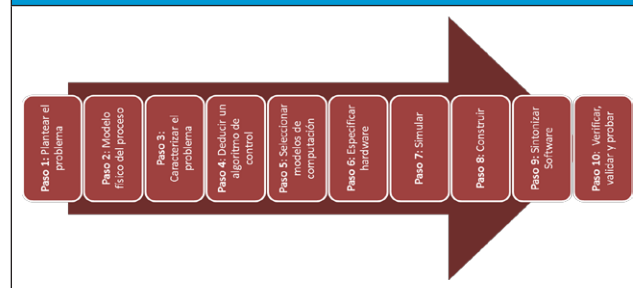 Paso 1: Plantear el
problema
Paso 2: Modelo
físico del proceso
Paso 3:
Caracterizar el
problema
Paso 4: Deducir un
algoritmo de
control
Paso 5: Seleccionar
modelos de
computación
Paso 6: Especificar
hardware
Paso 7: Simular
Paso 8: Construir
Paso 9: Sintonizar
Software
Paso 10: Verificar,
validar y probar